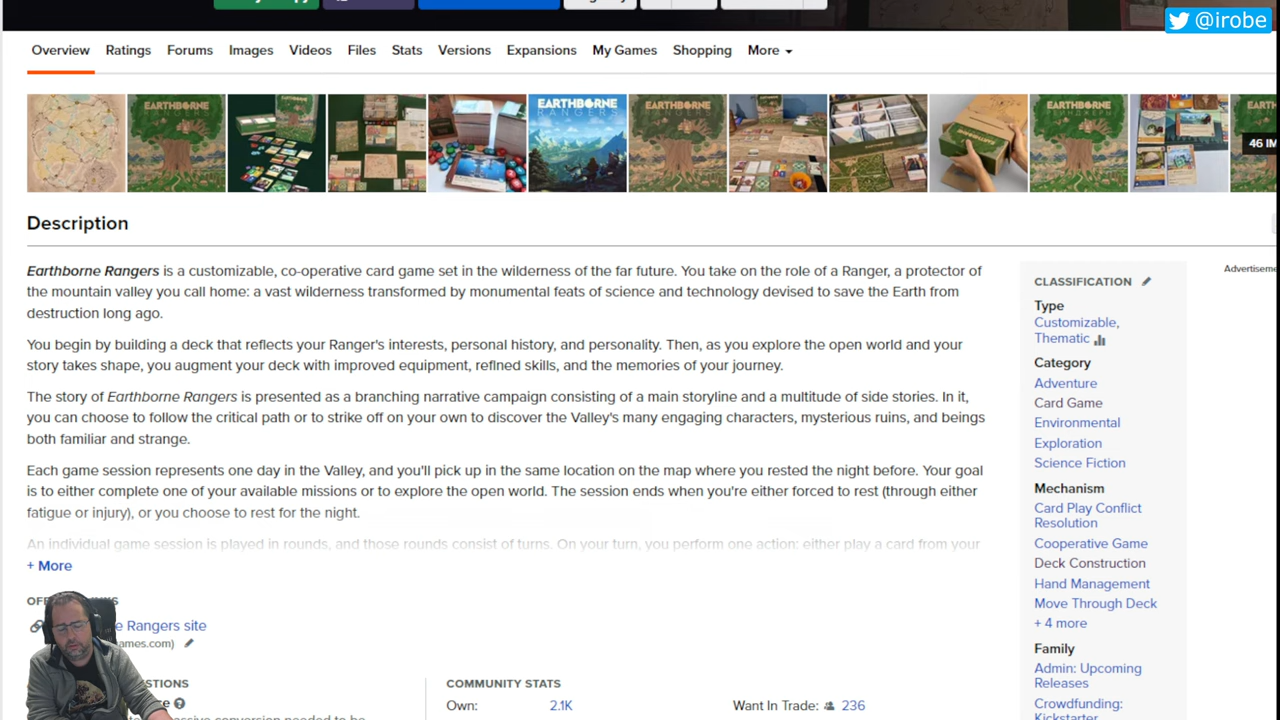 @irobe
Overview Ratings Forums Images Videos Files Stats Versions Expansions My Games Shopping More
EARTHBORNE
EARTHBORNE
RANGERS
EARTHBORNE
46 IM
Description
Earthborne Rangers is a customizable, co-operative card game set in the wilderness of the far future. You take on the role of a Ranger, a protector of
the mountain valley you call home: a vast wilderness transformed by monumental feats of science and technology devised to save the Earth from
destruction long ago.
You begin by building a deck that reflects your Ranger's interests, personal history, and personality. Then, as you explore the open world and your
story takes shape, you augment your deck with improved equipment, refined skills, and the memories of your journey.
The story of Earthborne Rangers is presented as a branching narrative campaign consisting of a main storyline and a multitude of side stories. In it,
you can choose to follow the critical path or to strike off on your own to discover the Valley's many engaging characters, mysterious ruins, and beings
both familiar and strange.
Each game session represents one day in the Valley, and you'll pick up in the same location on the map where you rested the night before. Your goal
is to either complete one of your available missions or to explore the open world. The session ends when you're either forced to rest (through either
fatigue or injury), or you choose to rest for the night.
An individual game session is played in rounds, and those rounds consist of turns. On your turn, you perform one action: either play a card from your
+ More
e Rangers site
ames.com)
COMMUNITY STATS
Own: 2.1K Want In Trade: 236
Advertiseme
CLASSIFICATION
Type
Customizable,
Thematic
Category
Adventure
Card Game
Environmental
Exploration
Science Fiction
Mechanism
Card Play Conflict
Resolution
Cooperative Game
Deck Construction
Hand Management
Move Through Deck
+ 4 more
Family
Admin: Upcoming
Releases
Crowdfunding:
Kickstarter